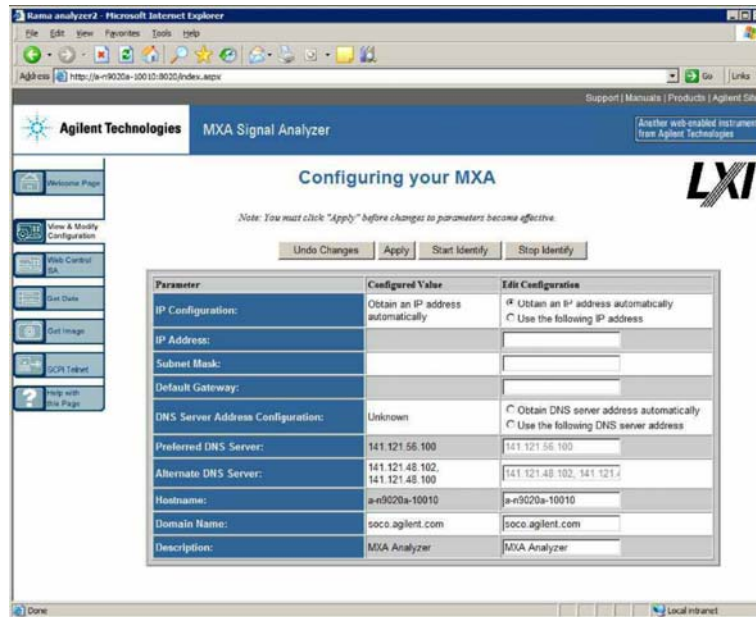 Rama analyzer2 - Microsoft Internet Explorer
File Edit View Favorites Tools Help
Address http://a-n9020a-10010:8020/index.aspx Go Links
Support | Manuals | Products | Agilent Site
Agilent Technologies MXA Signal Analyzer
Another web-enabled instrument
from Agilent Technologies
Welcome Page
View & Modify
Configuration
Web Control
SA
Get Data
Get Image
SCPI Telnet
Help with
this Page
Configuring your MXA
LXI
Note: You must click "Apply" before changes to parameters become effective.
Undo Changes Apply Start Identify Stop Identify
Parameter Configured Value Edit Configuration
IP Configuration: Obtain an IP address automatically Obtain an IP address automatically
Use the following IP address
IP Address:
Subnet Mask:
Default Gateway:
DNS Server Address Configuration: Unknown Obtain DNS server address automatically
Use the following DNS server address
Preferred DNS Server: 141.121.56.100 141.121.56.100
Alternate DNS Server: 141.121.48.102, 141.121.48.100 141.121.48.102, 141.121.4
Hostname: a-n9020a-10010 a-n9020a-10010
Domain Name: soco.agilent.com soco.agilent.com
Description: MXA Analyzer MXA Analyzer
Done Local intranet